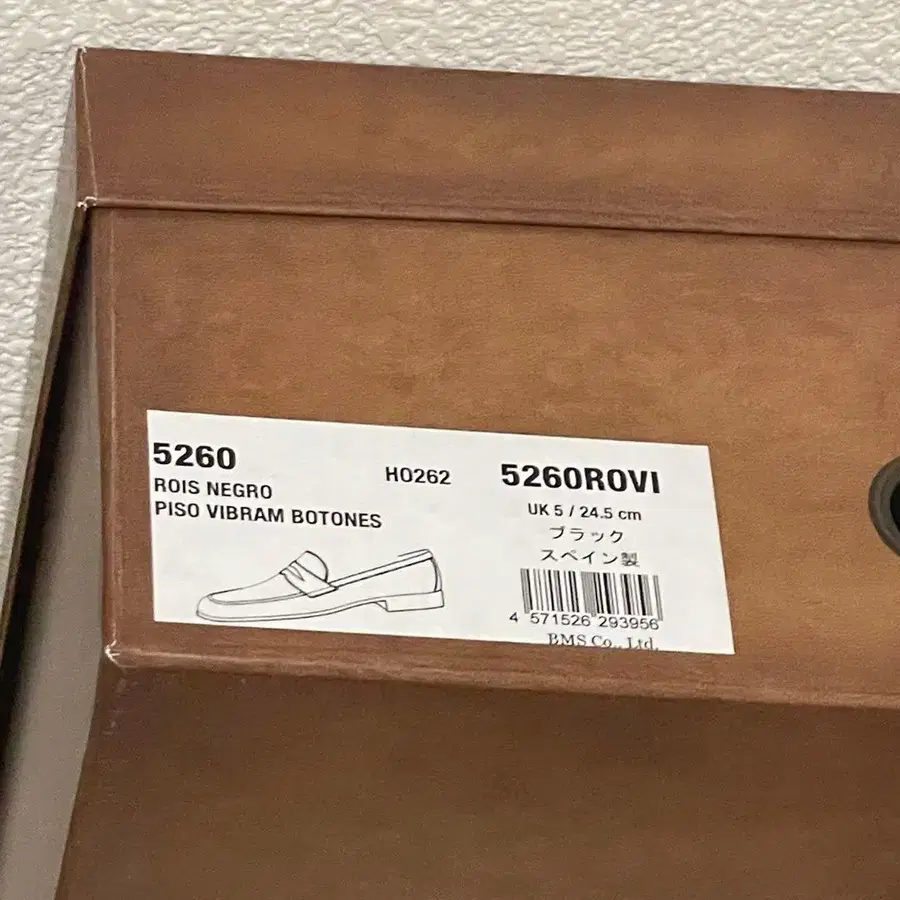 5260
ROIS NEGRO
PISO VIBRAM BOTONES
HO262
5260ROVI
UK 5 / 24.5 cm
ブラック
スペイン製
4 571526 293956
BMS Co., Ltd.